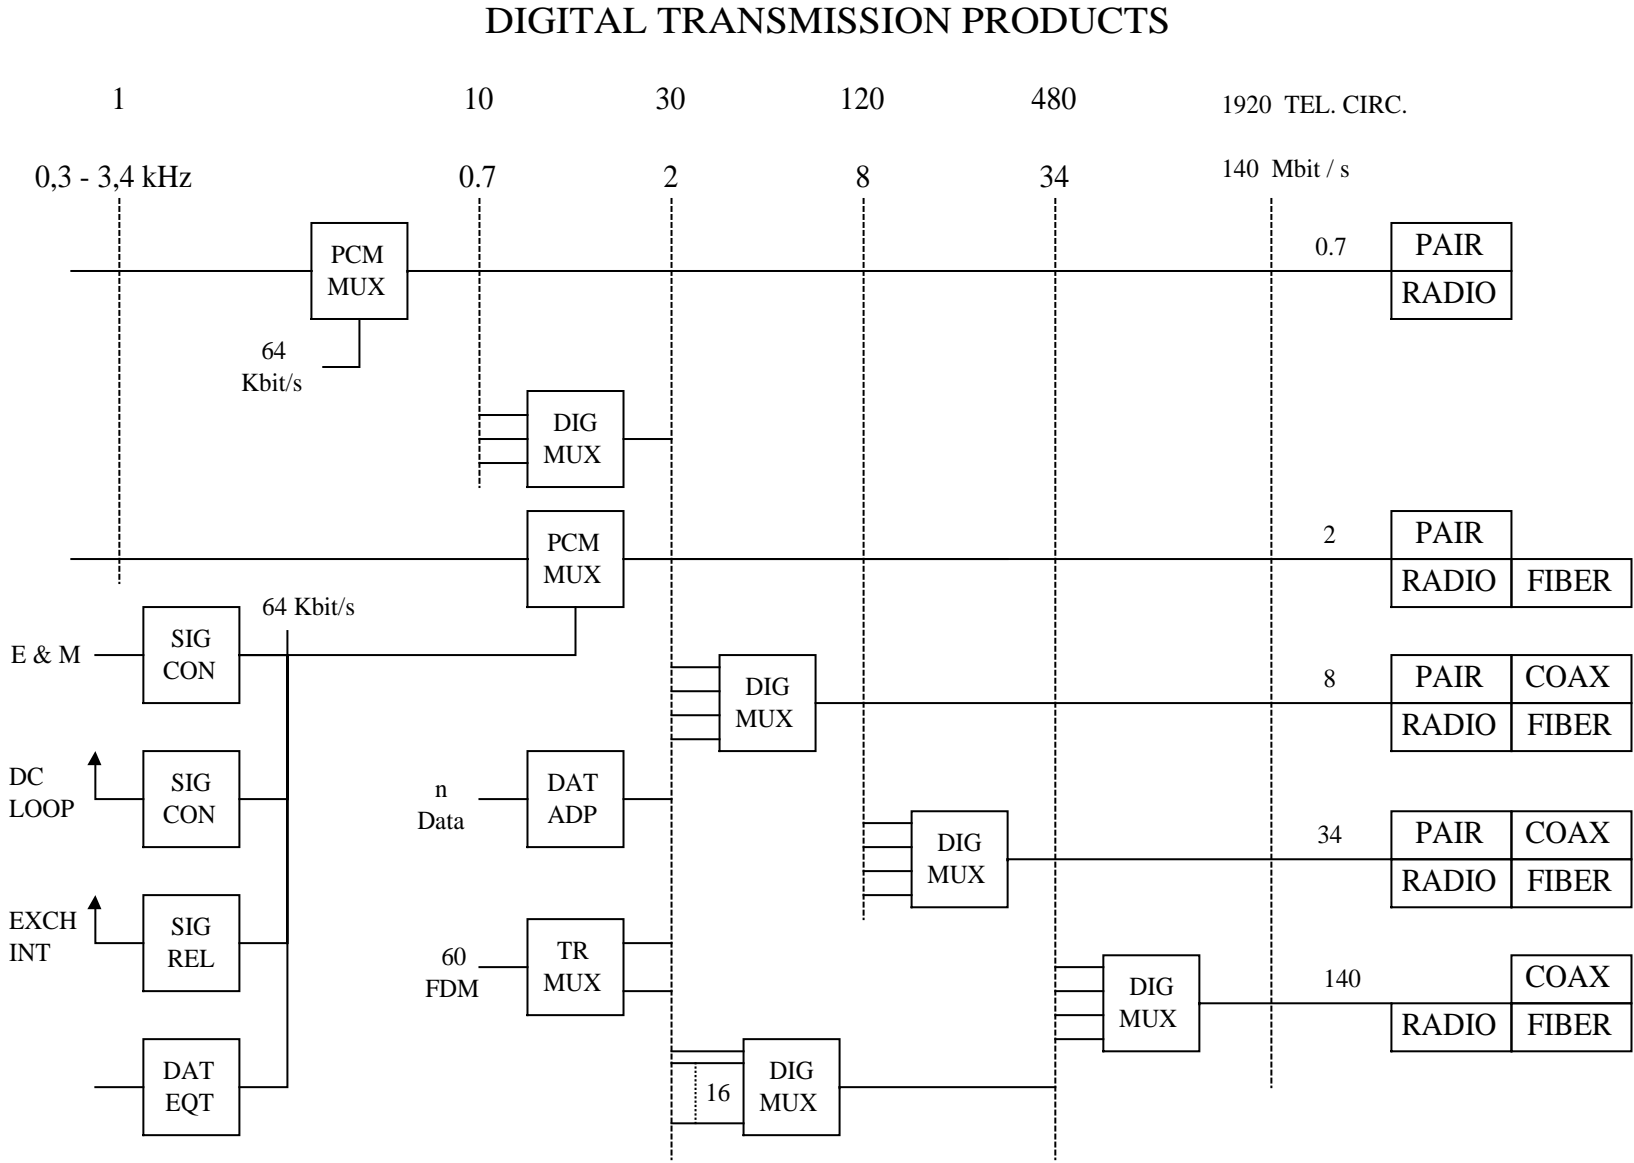 DIGITAL TRANSMISSION PRODUCTS
1 10 30 120 480 1920 TEL. CIRC.
0,3 - 3,4 kHz 0.7 2 8 34 140 Mbit / s
PCM
MUX
0.7
PAIR
RADIO
64
Kbit/s
DIG
MUX
PCM
MUX
2
PAIR
RADIO FIBER
64 Kbit/s
E & M
SIG
CON
DIG
MUX
8
PAIR COAX
RADIO FIBER
DC
LOOP
SIG
CON
n
Data
DAT
ADP
DIG
MUX
34
PAIR COAX
RADIO FIBER
EXCH
INT
SIG
REL
60
FDM
TR
MUX
DIG
MUX
140
COAX
RADIO FIBER
DAT
EQT
16
DIG
MUX